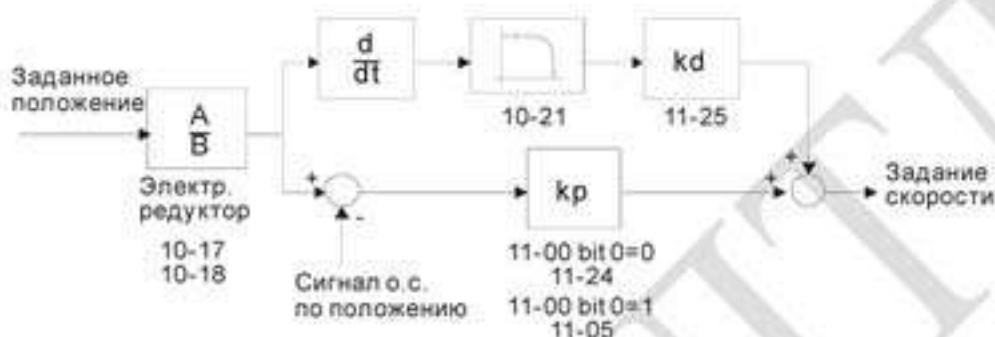 d
dt
kd
10-21
11-25
Заданное
положение
A
B
Электр.
редуктор
10-17
10-18
+
-
Сигнал о.с.
по положению
kp
11-00 bit 0=0
11-24
11-00 bit 0=1
11-05
+
+
Задание
скорости